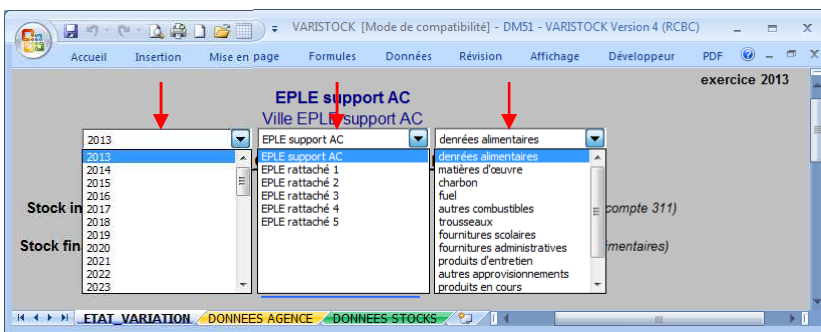 VARISTOCK [Mode de compatibilité] - DM51 - VARISTOCK Version 4 (RCBC)
Accueil Insertion Mise en page Formules Données Révision Affichage Développeur PDF
exercice 2013
EPLE support AC
Ville EPLE support AC
2013 EPLE support AC denrées alimentaires
2013 EPLE support AC denrées alimentaires
2014 EPLE rattaché 1 matières d'œuvre
2015 EPLE rattaché 2 charbon
2016 EPLE rattaché 3 fuel
Stock in 2017 EPLE rattaché 4 autres combustibles compte 311)
2018 EPLE rattaché 5 trousseaux
2019 fournitures scolaires
Stock fin 2020 fournitures administratives imentaires)
2021 produits d'entretien
2022 autres approvisionnements
2023 produits en cours
ETAT_VARIATION DONNEES AGENCE DONNEES STOCKS